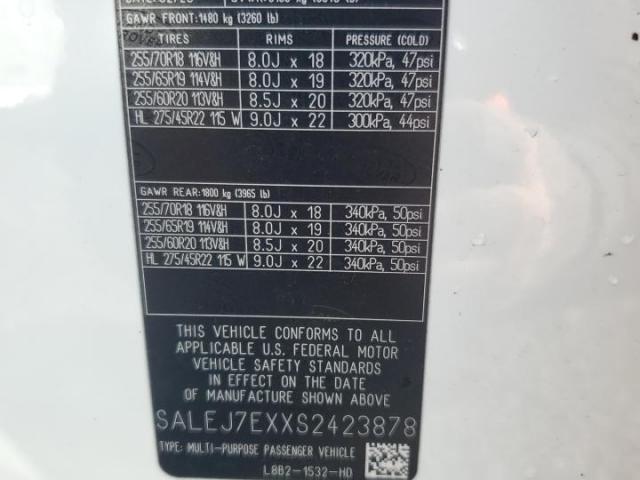 GAWR FRONT: 1480 kg (3260 lb)
TIRES RIMS PRESSURE (COLD)
255/70R18 116V&H 8.0J x 18 320kPa, 47psi
255/65R19 114V&H 8.0J x 19 320kPa, 47psi
255/60R20 113V&H 8.5J x 20 320kPa, 47psi
HL 275/45R22 115 W 9.0J x 22 300kPa, 44psi
GAWR REAR: 1800 kg (3965 lb)
255/70R18 116V&H 8.0J x 18 340kPa, 50psi
255/65R19 114V&H 8.0J x 19 340kPa, 50psi
255/60R20 113V&H 8.5J x 20 340kPa, 50psi
HL 275/45R22 115 W 9.0J x 22 340kPa, 50psi
THIS VEHICLE CONFORMS TO ALL
APPLICABLE U.S. FEDERAL MOTOR
VEHICLE SAFETY STANDARDS
IN EFFECT ON THE DATE
OF MANUFACTURE SHOWN ABOVE
SALEJ7EXXS2423878
TYPE: MULTI-PURPOSE PASSENGER VEHICLE
L8B2-1532-HD